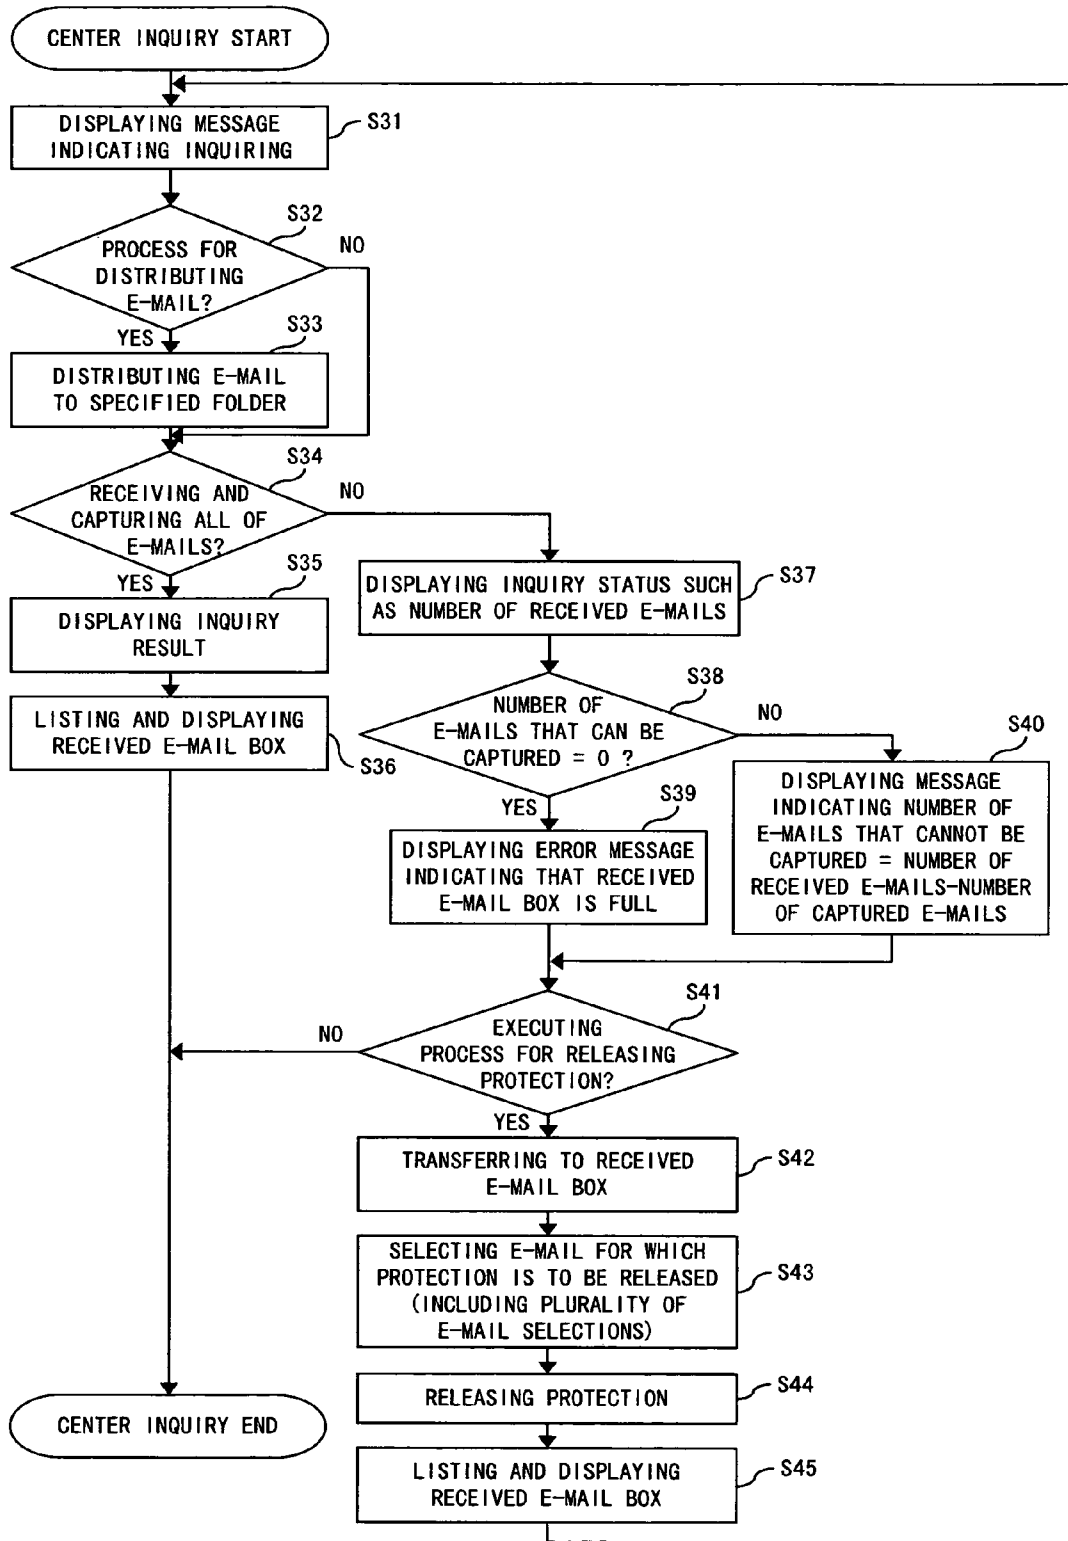 CENTER INQUIRY START
DISPLAYING MESSAGE
INDICATING INQUIRING
S31
S32
PROCESS FOR
DISTRIBUTING
E-MAIL?
NO
YES
S33
DISTRIBUTING E-MAIL
TO SPECIFIED FOLDER
S34
RECEIVING AND
CAPTURING ALL OF
E-MAILS?
NO
YES
S35
DISPLAYING INQUIRY
RESULT
LISTING AND DISPLAYING
RECEIVED E-MAIL BOX
S36
DISPLAYING INQUIRY STATUS SUCH
AS NUMBER OF RECEIVED E-MAILS
S37
S38
NUMBER OF
E-MAILS THAT CAN BE
CAPTURED = 0 ?
NO
YES
S39
DISPLAYING ERROR MESSAGE
INDICATING THAT RECEIVED
E-MAIL BOX IS FULL
S40
DISPLAYING MESSAGE
INDICATING NUMBER OF
E-MAILS THAT CANNOT BE
CAPTURED = NUMBER OF
RECEIVED E-MAILS-NUMBER
OF CAPTURED E-MAILS
S41
EXECUTING
PROCESS FOR RELEASING
PROTECTION?
NO
YES
TRANSFERRING TO RECEIVED
E-MAIL BOX
S42
SELECTING E-MAIL FOR WHICH
PROTECTION IS TO BE RELEASED
(INCLUDING PLURALITY OF
E-MAIL SELECTIONS)
S43
RELEASING PROTECTION
S44
LISTING AND DISPLAYING
RECEIVED E-MAIL BOX
S45
CENTER INQUIRY END